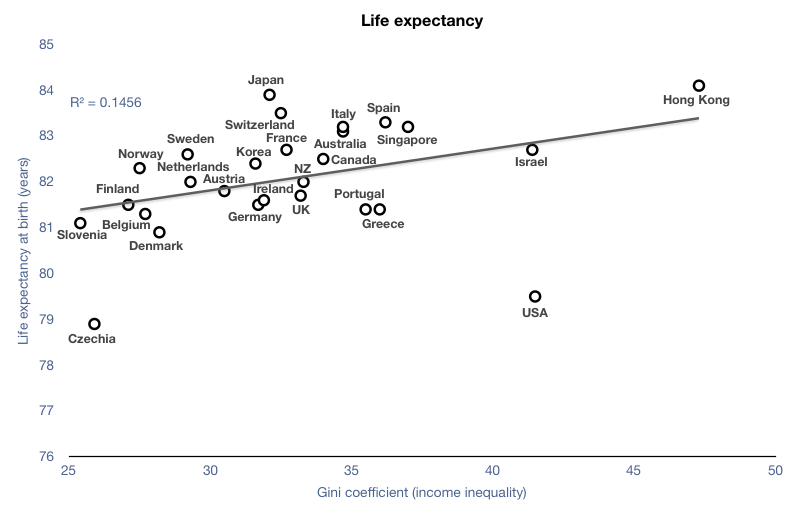 Life expectancy
85
84
83
82
81
80
79
78
77
76
Life expectancy at birth (years)
R² = 0.1456
Japan
Hong Kong
Spain
Italy
Switzerland
Singapore
Sweden
France
Australia
Norway
Korea
Canada
Israel
Netherlands
NZ
Austria
Finland
Ireland
Portugal
UK
Germany
Belgium
Greece
Slovenia
Denmark
USA
Czechia
25 30 35 40 45 50
Gini coefficient (income inequality)